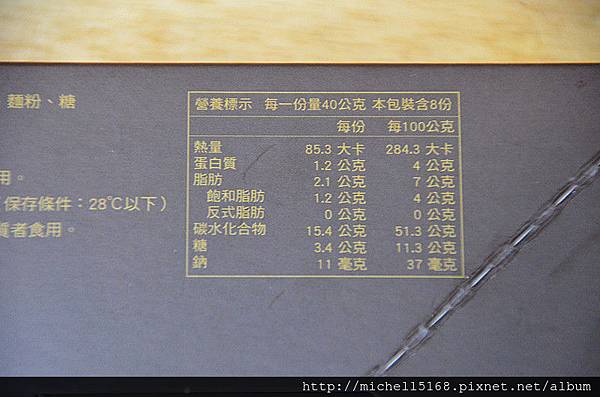 麵粉、糖
用。
保存條件：28℃以下）
質者食用。
營養標示 每一份量40公克 本包裝含8份
每份 每100公克
熱量 85.3 大卡 284.3 大卡
蛋白質 1.2 公克 4 公克
脂肪 2.1 公克 7 公克
飽和脂肪 1.2 公克 4 公克
反式脂肪 0 公克 0 公克
碳水化合物 15.4 公克 51.3 公克
糖 3.4 公克 11.3 公克
鈉 11 毫克 37 毫克
http://michell5168.pixnet.net/album